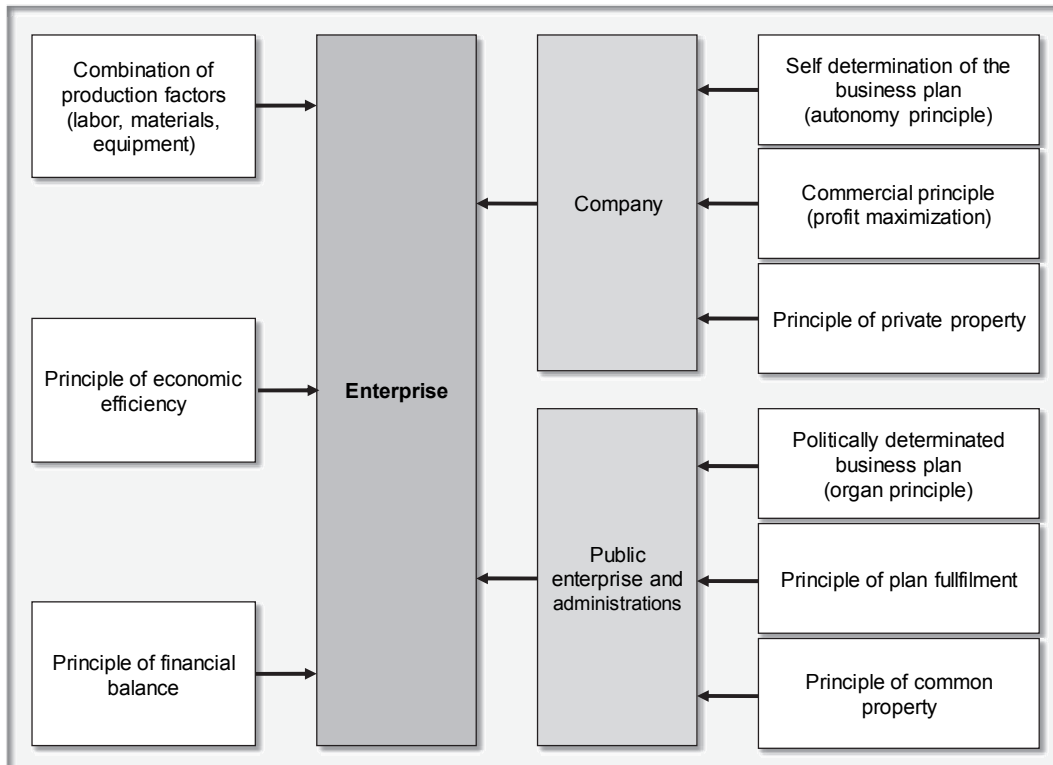 Combination of
production factors
(labor, materials,
equipment)
Principle of economic
efficiency
Principle of financial
balance
Enterprise
Company
Public
enterprise and
administrations
Self determination of the
business plan
(autonomy principle)
Commercial principle
(profit maximization)
Principle of private property
Politically determinated
business plan
(organ principle)
Principle of plan fullfilment
Principle of common
property